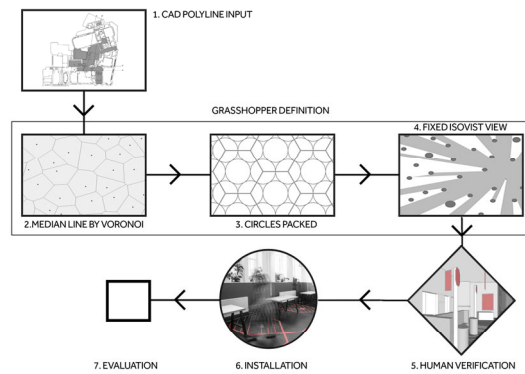 1. CAD POLYLINE INPUT
GRASSHOPPER DEFINITION
4. FIXED ISOVIST VIEW
2.MEDIAN LINE BY VORONOI
3. CIRCLES PACKED
7. EVALUATION
6. INSTALLATION
5. HUMAN VERIFICATION